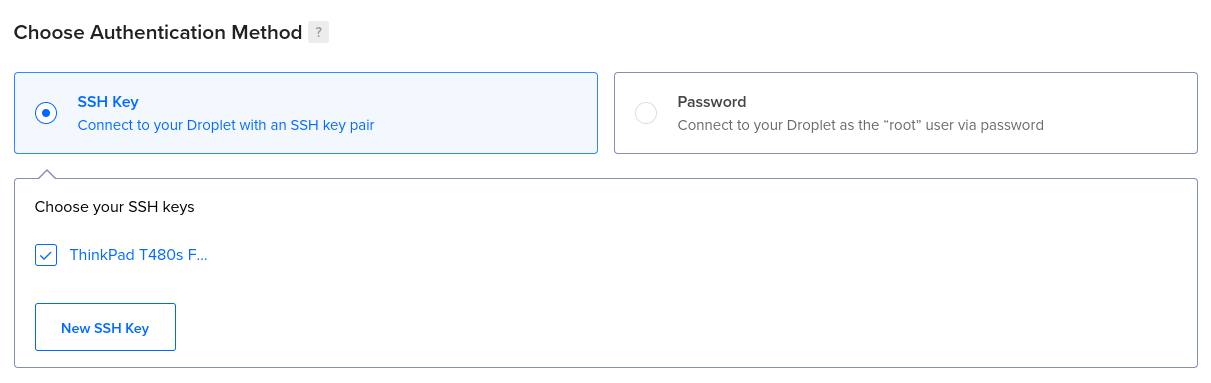 Choose Authentication Method ?
SSH Key
Connect to your Droplet with an SSH key pair
Password
Connect to your Droplet as the “root” user via password
Choose your SSH keys
ThinkPad T480s F...
New SSH Key